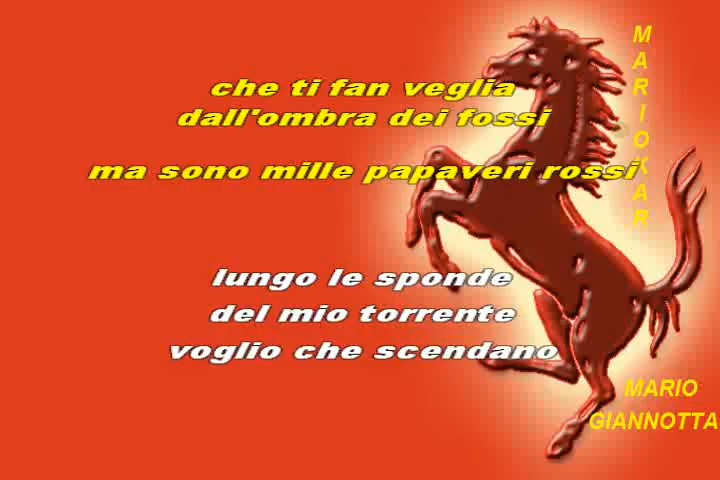 che ti fan veglia
dall'ombra dei fossi
ma sono mille papaveri rossi
lungo le sponde
del mio torrente
voglio che scendano
MARIOKAR
MARIO
GIANNOTTA